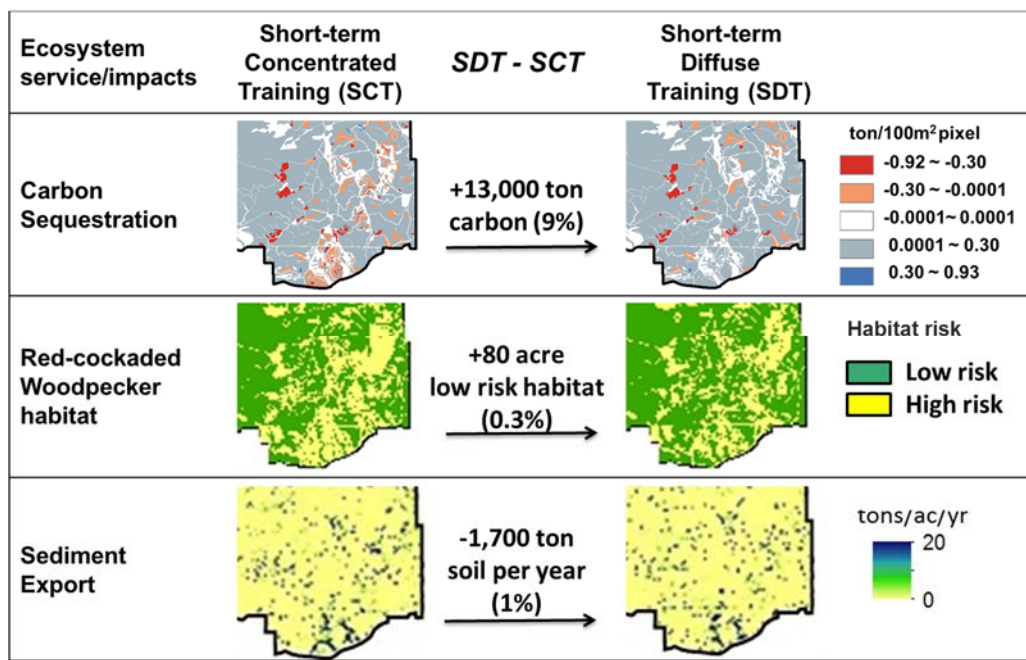 Ecosystem
service/impacts
Short-term
Concentrated
Training (SCT)
SDT - SCT
Short-term
Diffuse
Training (SDT)
Carbon
Sequestration
+13,000 ton
carbon (9%)
ton/100m² pixel
-0.92 ~ -0.30
-0.30 ~ -0.0001
-0.0001~ 0.0001
0.0001 ~ 0.30
0.30 ~ 0.93
Red-cockaded
Woodpecker
habitat
+80 acre
low risk habitat
(0.3%)
Habitat risk
Low risk
High risk
Sediment
Export
-1,700 ton
soil per year
(1%)
tons/ac/yr
20
0